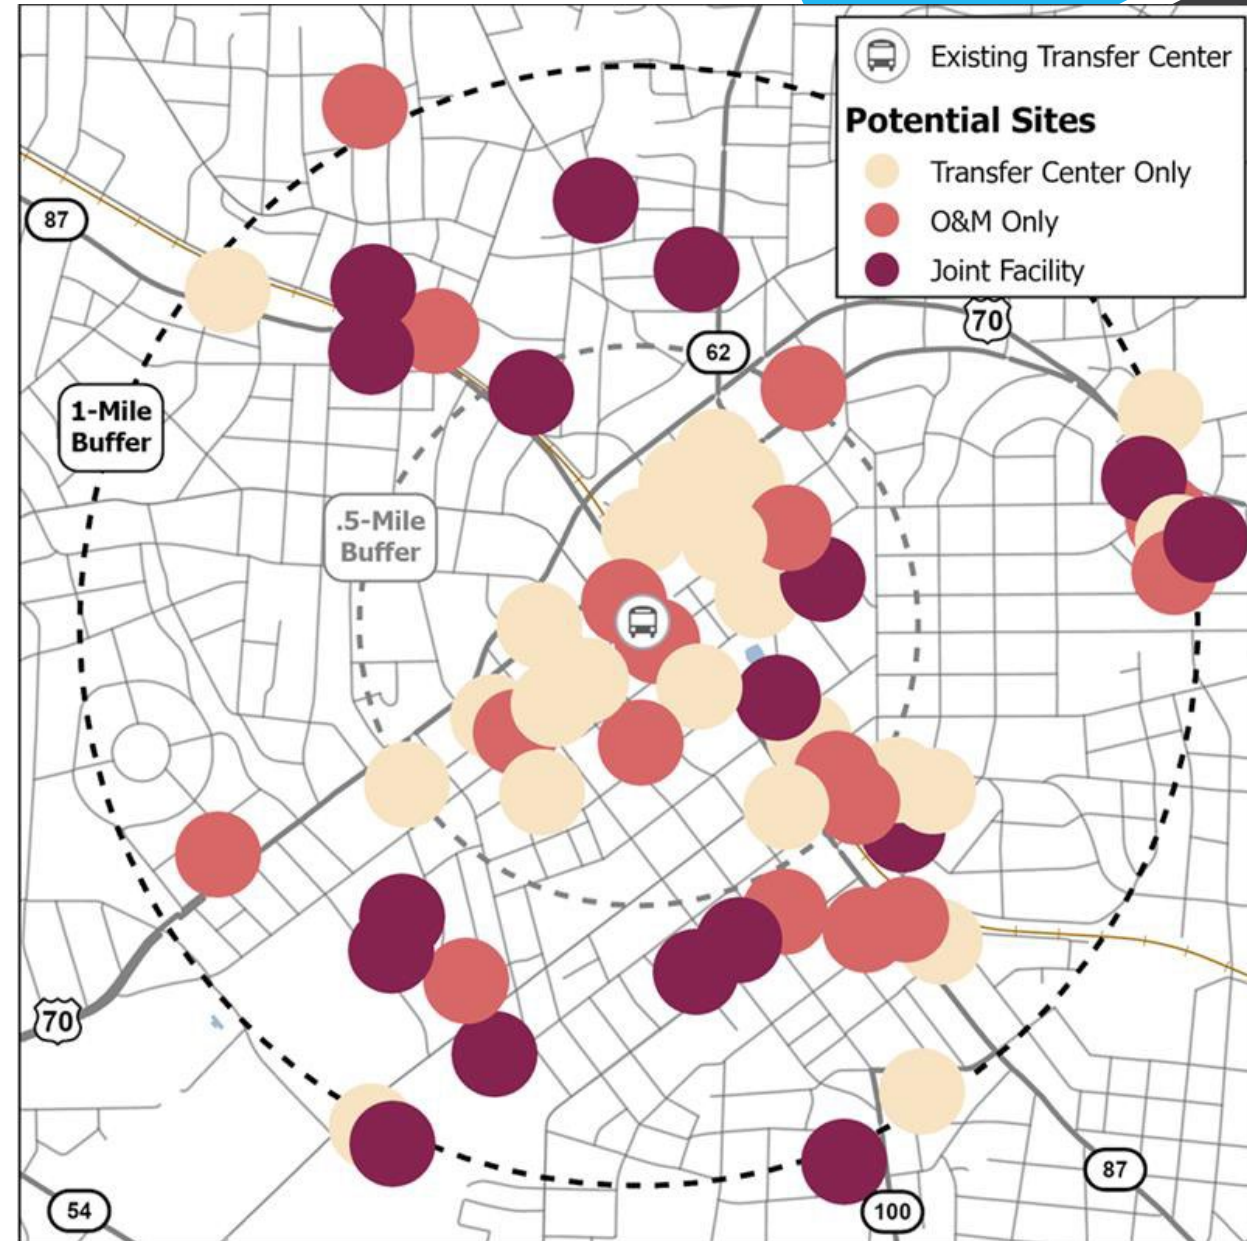 Existing Transfer Center
Potential Sites
Transfer Center Only
O&M Only
Joint Facility
87
70
62
1-Mile
Buffer
.5-Mile
Buffer
70
87
54
100